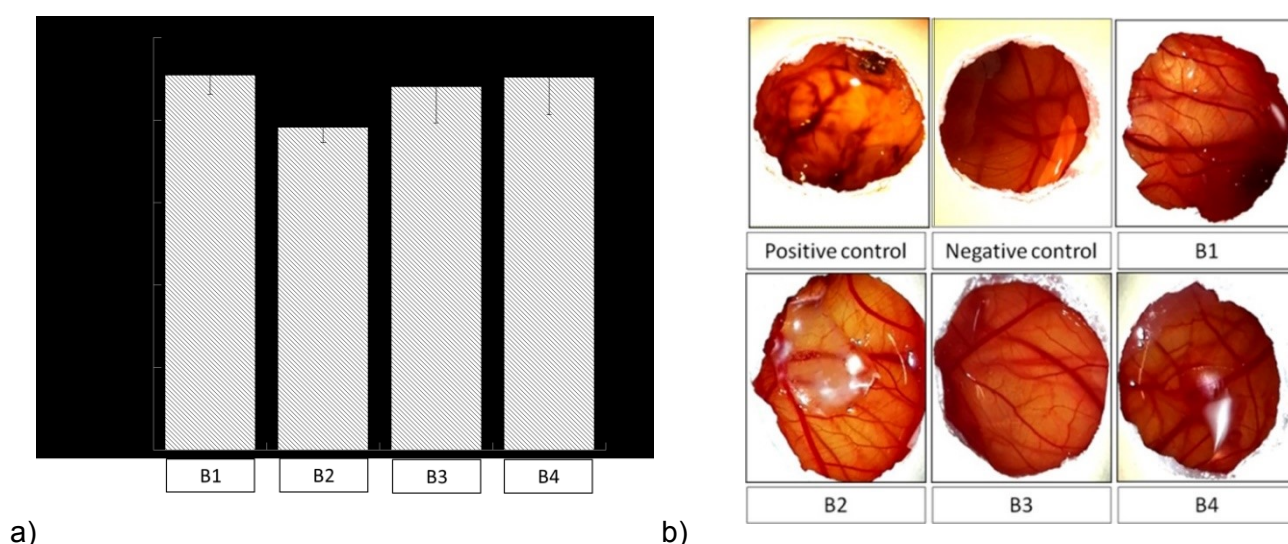 B1
B2
B3
B4
a)
Positive control
Negative control
B1
B2
B3
B4
b)